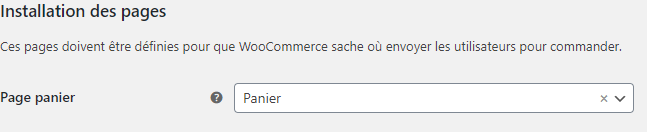 Installation des pages
Ces pages doivent être définies pour que WooCommerce sache où envoyer les utilisateurs pour commander.
Page panier ? Panier ×